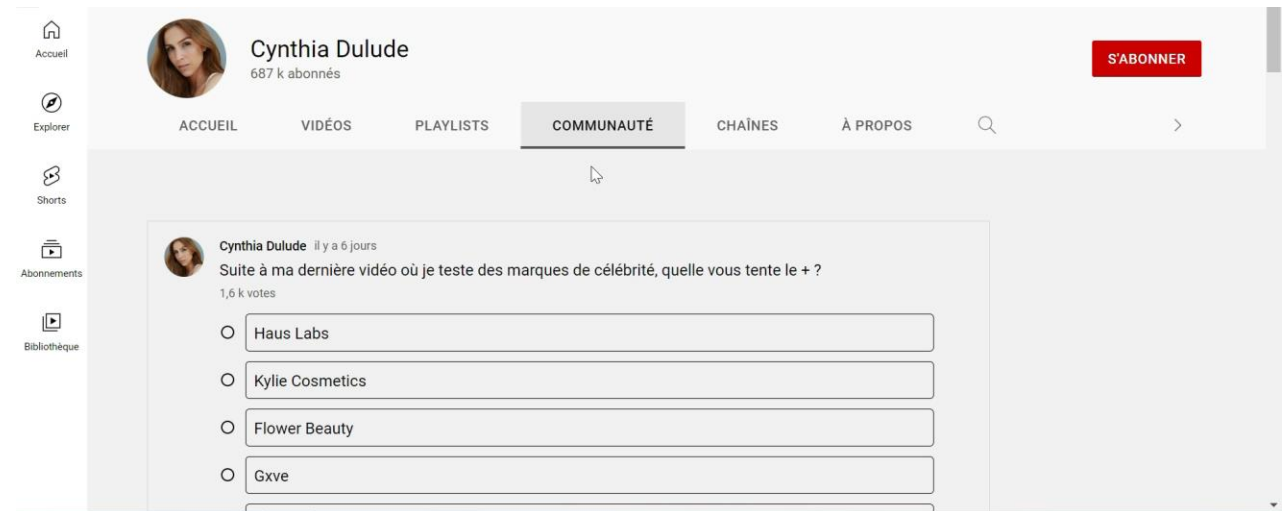 Accueil
Explorer
Shorts
Abonnements
Bibliothèque
Cynthia Dulude
687 k abonnés
S'ABONNER
ACCUEIL VIDÉOS PLAYLISTS COMMUNAUTÉ CHAÎNES À PROPOS
Cynthia Dulude il y a 6 jours
Suite à ma dernière vidéo où je teste des marques de célébrité, quelle vous tente le + ?
1,6 k votes
Haus Labs
Kylie Cosmetics
Flower Beauty
Gxve